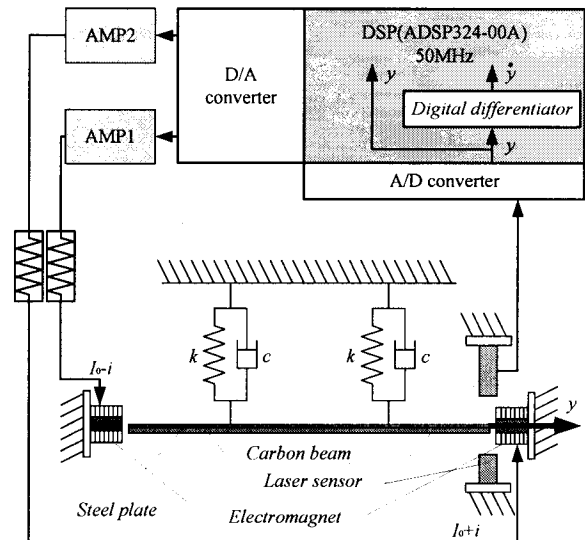 AMP2
DSP(ADSP324-00A)
50MHz
D/A
converter
y
ẏ
Digital differentiator
AMP1
y
A/D converter
k
c
k
c
I₀-i
y
Carbon beam
Laser sensor
Steel plate
Electromagnet
I₀+i